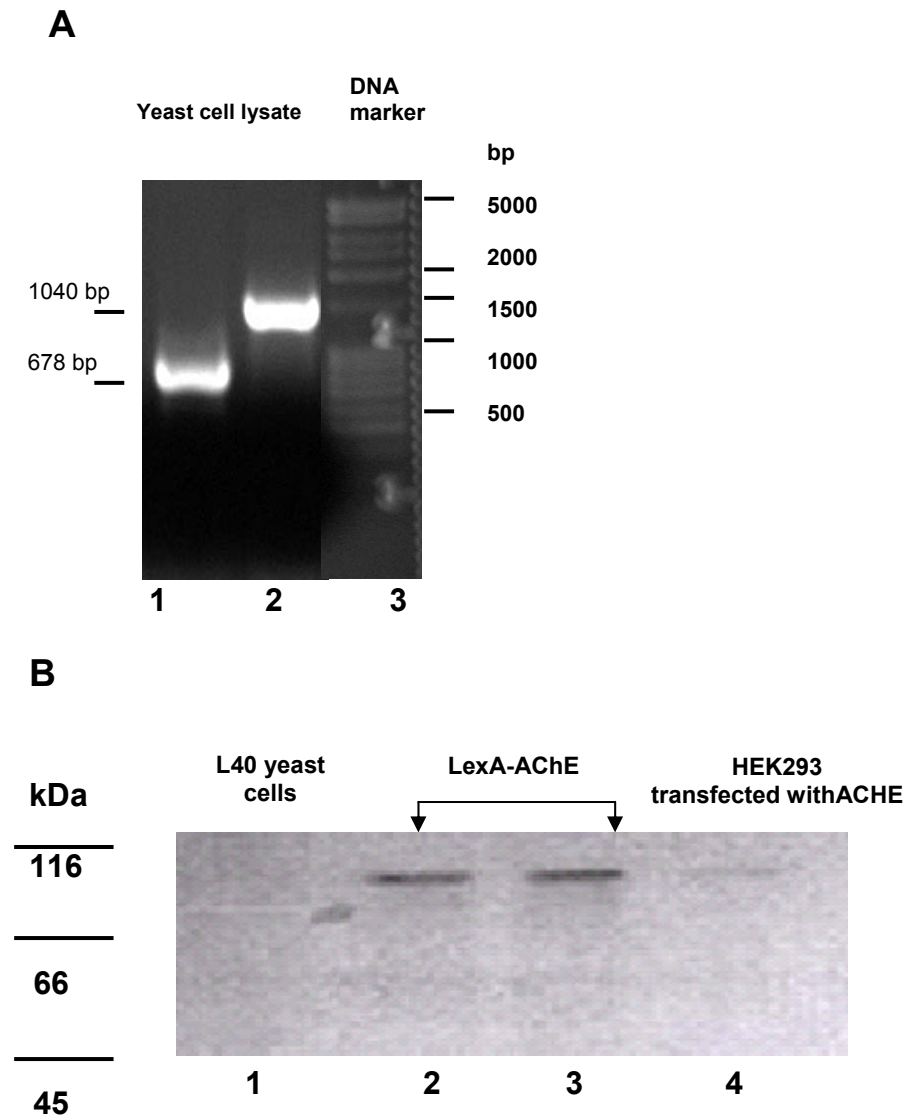 A
Yeast cell lysate
DNA
marker
bp
5000
2000
1500
1000
500
1040 bp
678 bp
1 2 3
B
kDa
L40 yeast
cells
LexA-AChE
HEK293
transfected withACHE
116
66
45
1 2 3 4